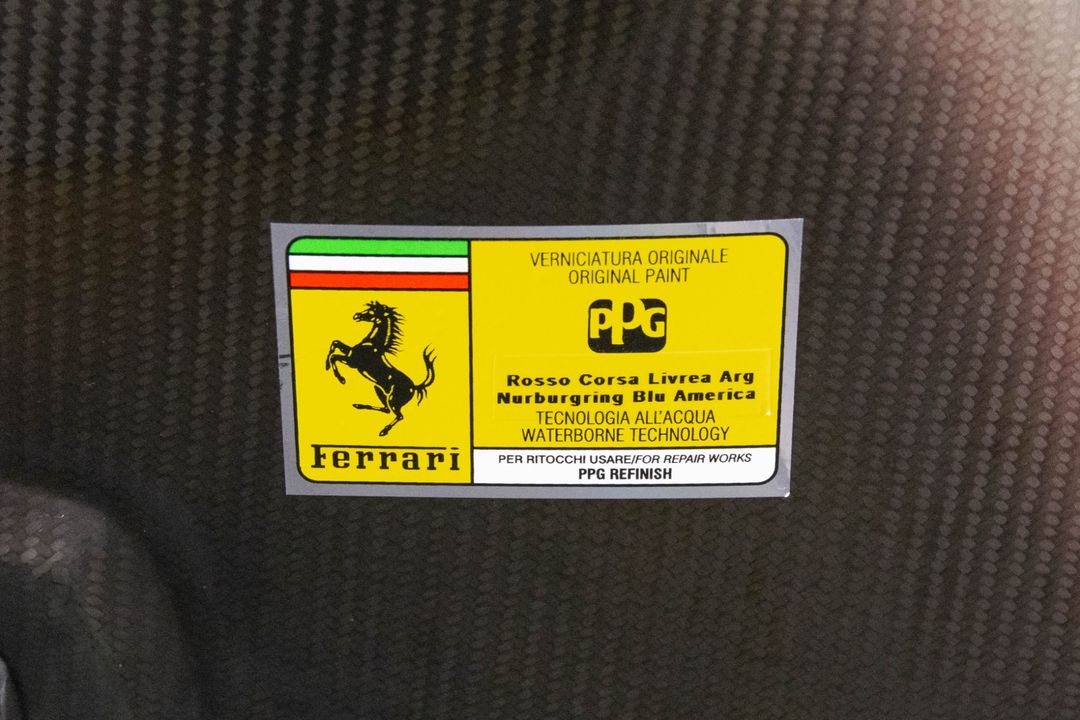 Ferrari
VERNICIATURA ORIGINALE
ORIGINAL PAINT
PPG
Rosso Corsa Livrea Arg
Nurburgring Blu America
TECNOLOGIA ALL'ACQUA
WATERBORNE TECHNOLOGY
PER RITOCCHI USARE/FOR REPAIR WORKS
PPG REFINISH